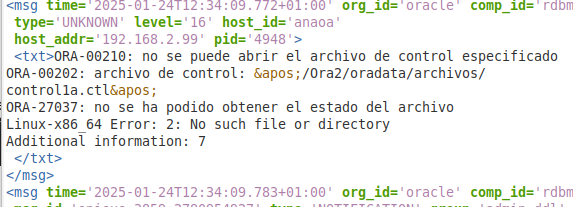 <msg time='2025-01-24T12:34:09.772+01:00' org_id='oracle' comp_id='rdbm
type='UNKNOWN' level='16' host_id='anaoa'
host_addr='192.168.2.99' pid='4948'>
<txt>ORA-00210: no se puede abrir el archivo de control especificado
ORA-00202: archivo de control: &apos;/Ora2/oradata/archivos/
control1a.ctl&apos;
ORA-27037: no se ha podido obtener el estado del archivo
Linux-x86_64 Error: 2: No such file or directory
Additional information: 7
</txt>
</msg>
<msg time='2025-01-24T12:34:09.783+01:00' org_id='oracle' comp_id='rdbm